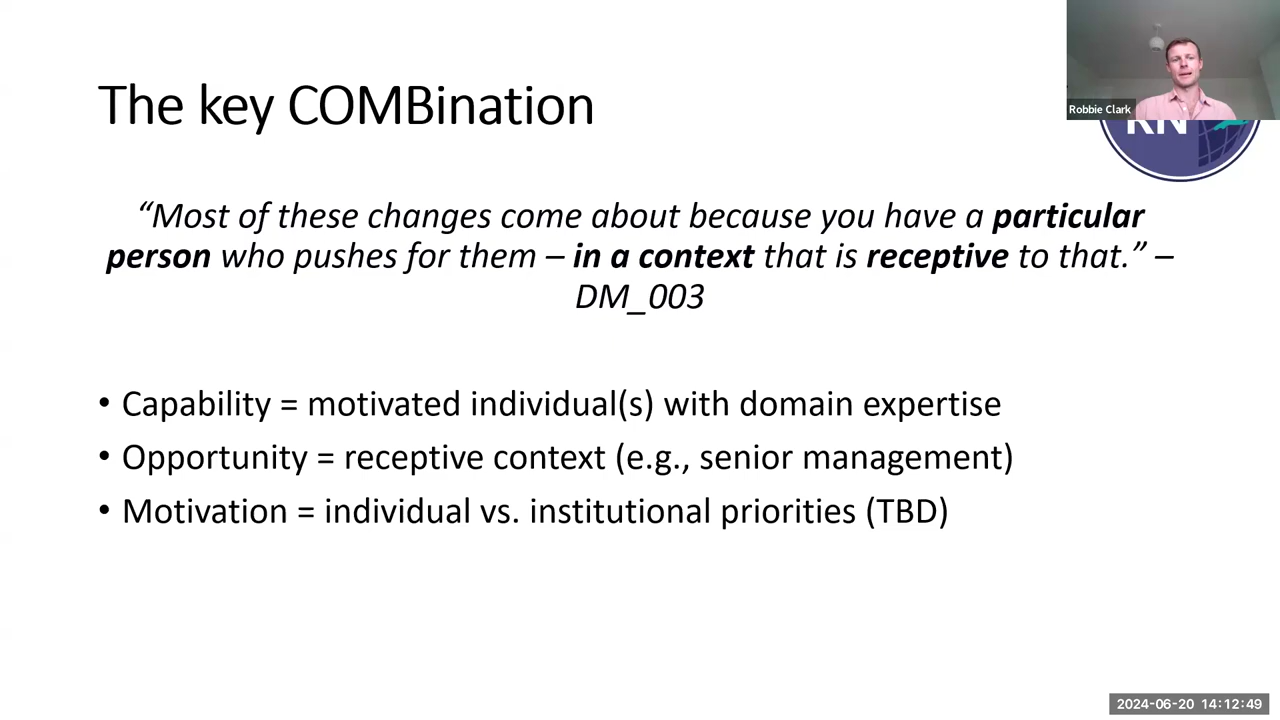 The key COMBination
Robbie Clark
RN
“Most of these changes come about because you have a particular
person who pushes for them – in a context that is receptive to that.” –
DM_003
• Capability = motivated individual(s) with domain expertise
• Opportunity = receptive context (e.g., senior management)
• Motivation = individual vs. institutional priorities (TBD)
2024-06-20 14:12:49